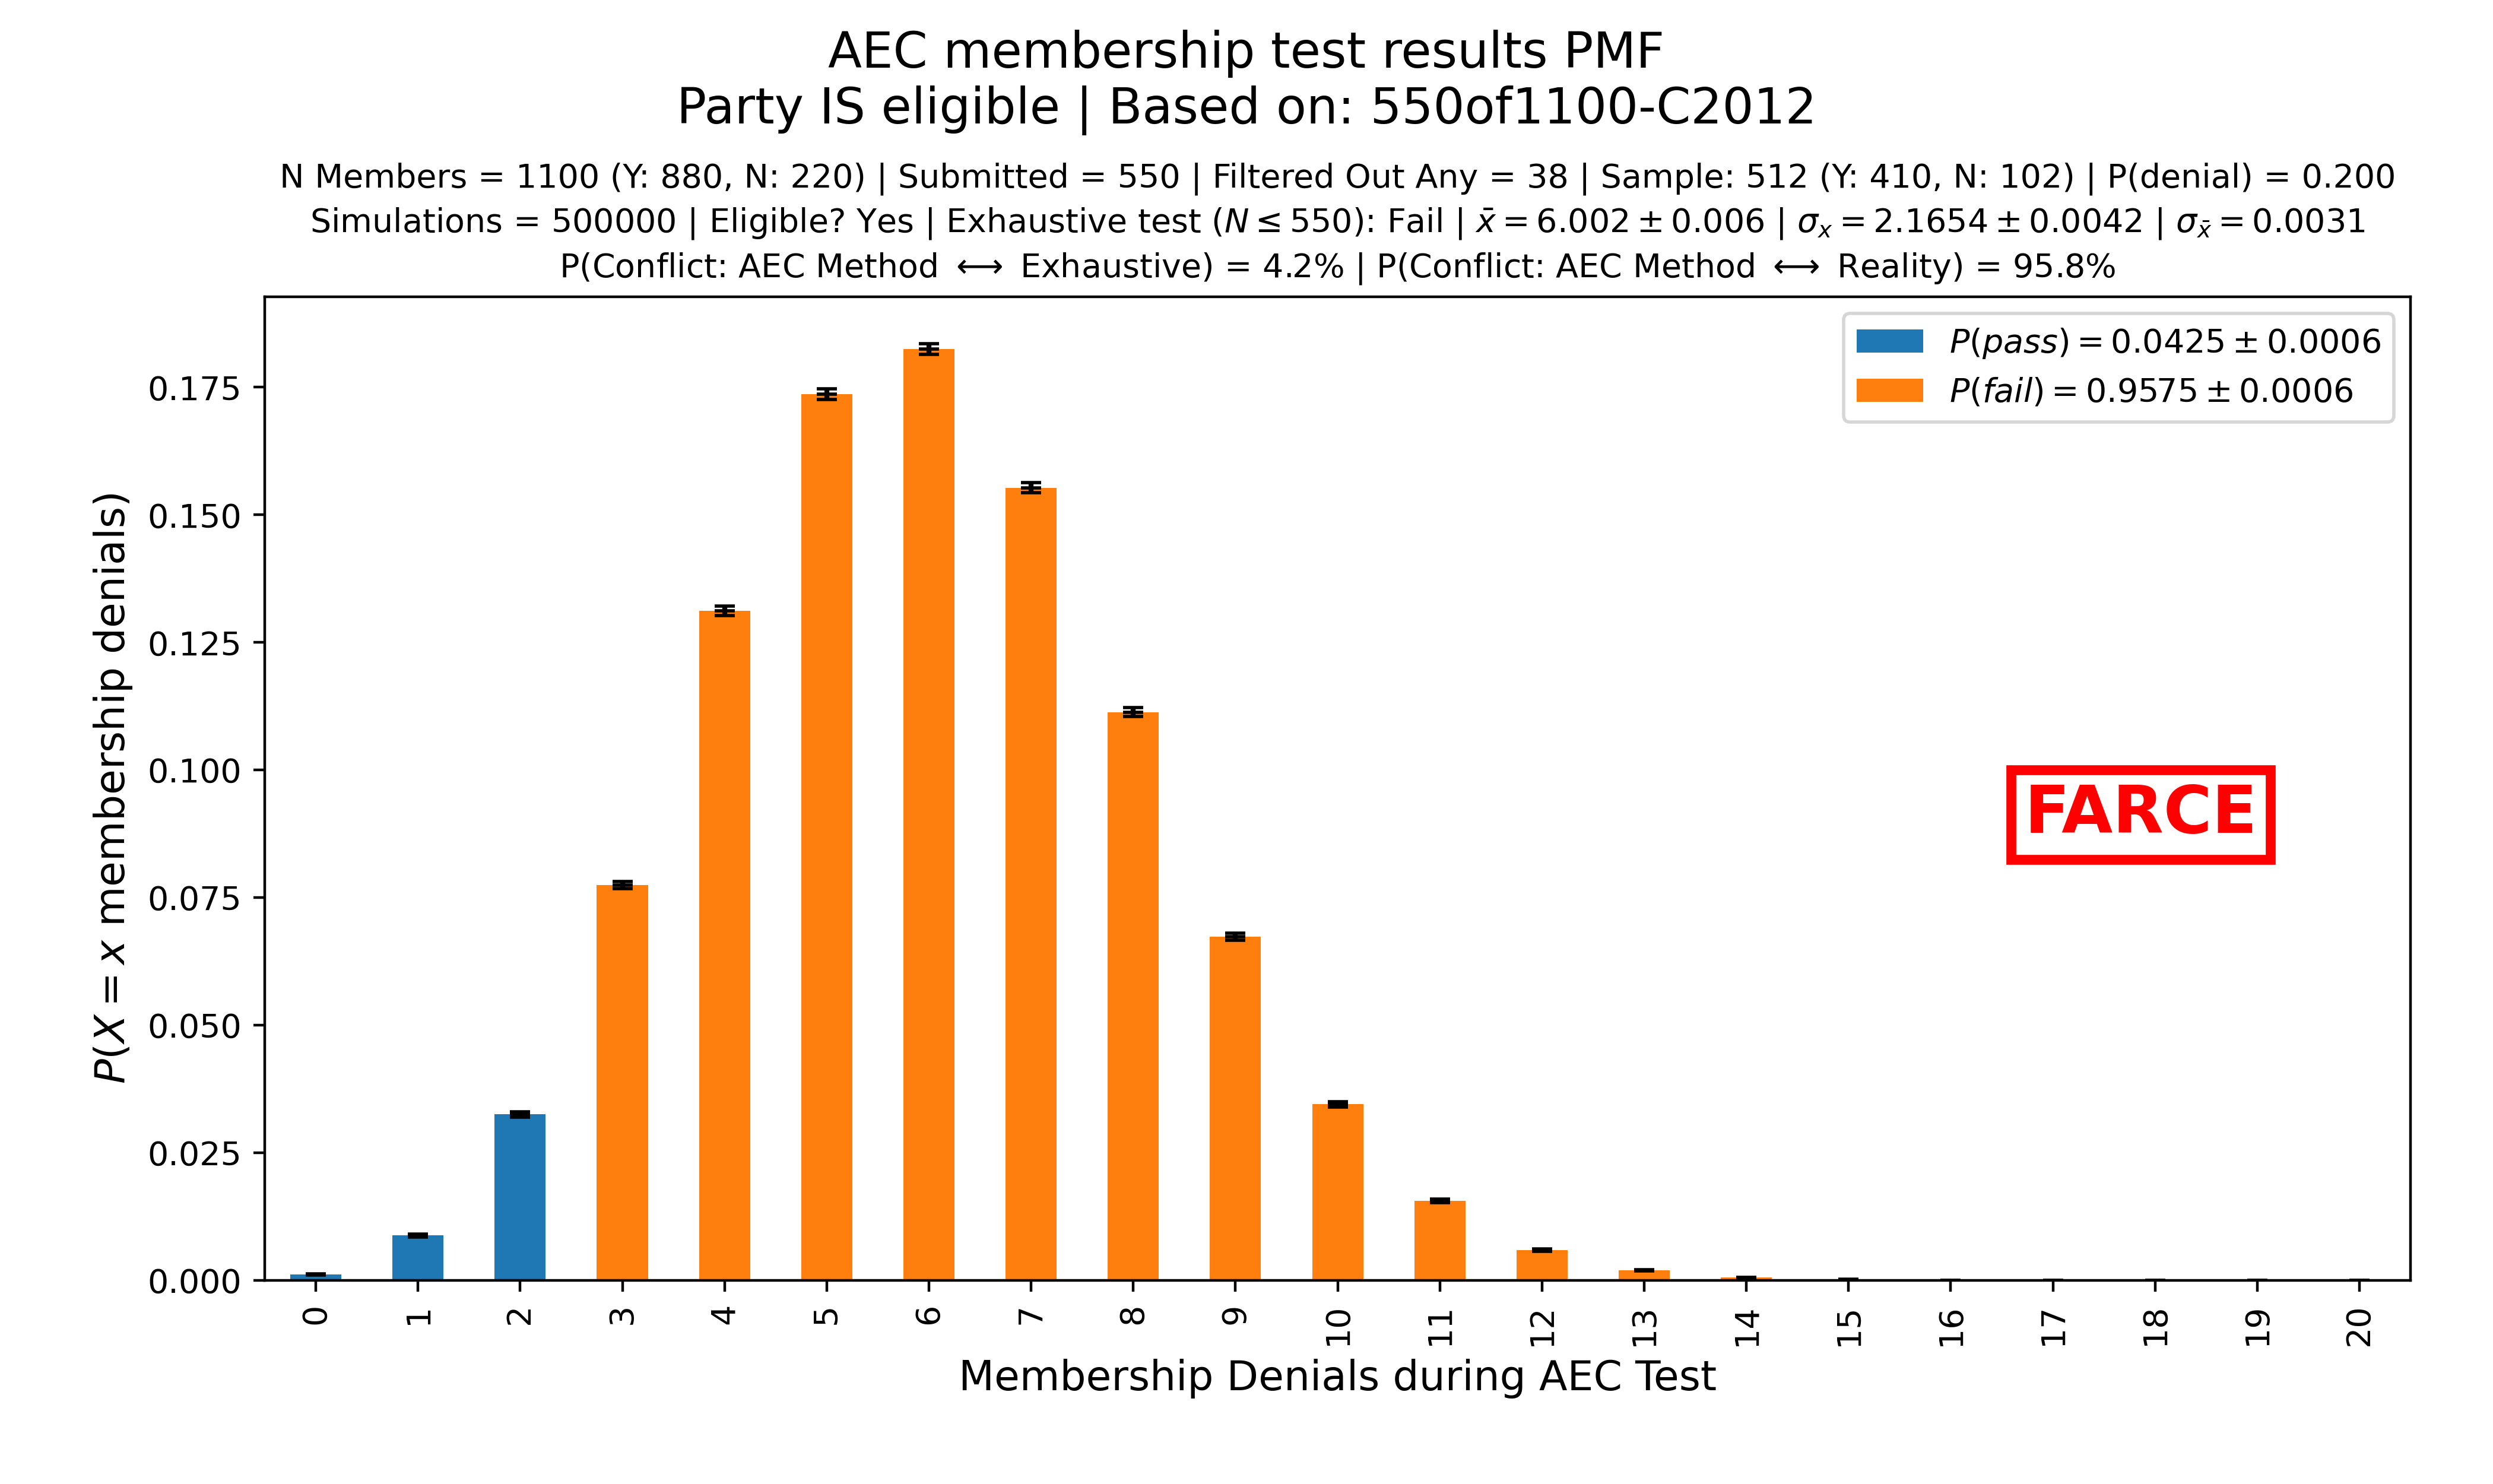 AEC membership test results PMF
Party IS eligible | Based on: 550of1100-C2012
N Members = 1100 (Y: 880, N: 220) | Submitted = 550 | Filtered Out Any = 38 | Sample: 512 (Y: 410, N: 102) | P(denial) = 0.200
Simulations = 500000 | Eligible? Yes | Exhaustive test (N ≤ 550): Fail | x̄ = 6.002 ± 0.006 | σₓ = 2.1654 ± 0.0042 | σ_x̄ = 0.0031
P(Conflict: AEC Method ⟷ Exhaustive) = 4.2% | P(Conflict: AEC Method ⟷ Reality) = 95.8%
P(pass) = 0.0425 ± 0.0006
P(fail) = 0.9575 ± 0.0006
P(X = x membership denials)
0.175
0.150
0.125
0.100
0.075
0.050
0.025
0.000
FARCE
0 1 2 3 4 5 6 7 8 9 10 11 12 13 14 15 16 17 18 19 20
Membership Denials during AEC Test